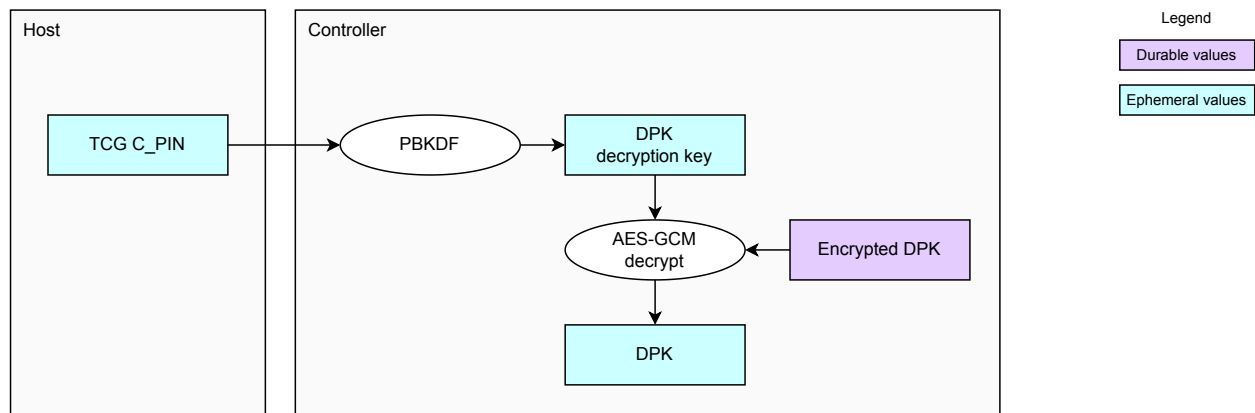 Host
Controller
Legend
Durable values
Ephemeral values
TCG C_PIN
PBKDF
DPK
decryption key
AES-GCM
decrypt
Encrypted DPK
DPK